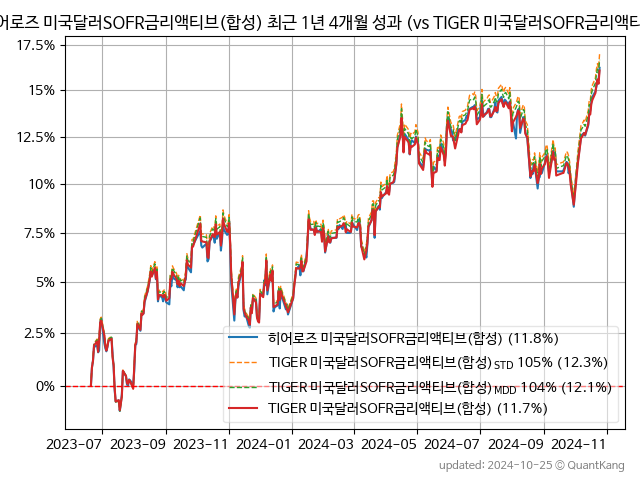 어로즈 미국달러SOFR금리액티브(합성) 최근 1년 4개월 성과 (vs TIGER 미국달러SOFR금리액티
17.5%
15%
12.5%
10%
7.5%
5%
2.5%
0%
히어로즈 미국달러SOFR금리액티브(합성) (11.8%)
TIGER 미국달러SOFR금리액티브(합성) STD 105% (12.3%)
TIGER 미국달러SOFR금리액티브(합성) MDD 104% (12.1%)
TIGER 미국달러SOFR금리액티브(합성) (11.7%)
2023-07 2023-09 2023-11 2024-01 2024-03 2024-05 2024-07 2024-09 2024-11
updated: 2024-10-25 © QuantKang